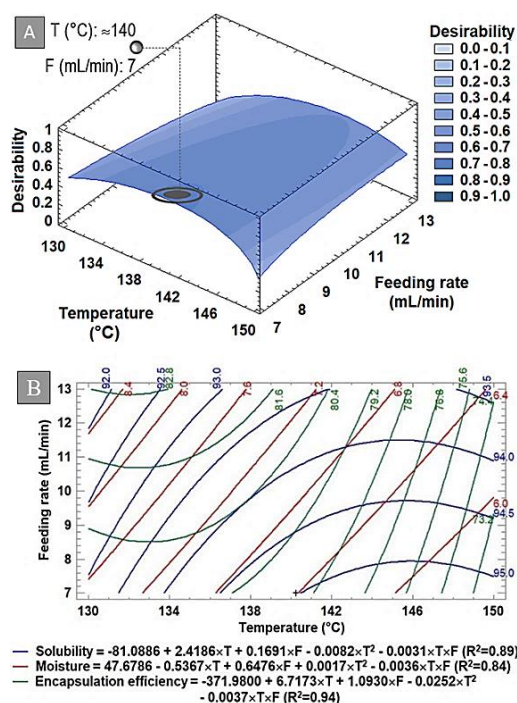 A
T (°C): ≈140
F (mL/min): 7
Desirability
0.0 - 0.1
0.1 - 0.2
0.2 - 0.3
0.3 - 0.4
0.4 - 0.5
0.5 - 0.6
0.6 - 0.7
0.7 - 0.8
0.8 - 0.9
0.9 - 1.0
Desirability
1
0.8
0.6
0.4
0.2
0
130
134
138
142
146
150
Temperature
(°C)
7
8
9
10
11
12
13
Feeding rate
(mL/min)
B
Feeding rate (mL/min)
13
12
11
10
9
8
7
92.0
8.4
92.5
82.8
8.0
93.0
7.6
81.6
80.4
79.2
6.8
78.0
75.6
93.5
6.4
94.0
94.5
6.0
73.2
95.0
130
134
138
142
146
150
Temperature (°C)
Solubility = -81.0886 + 2.4186×T + 0.1691×F - 0.0082×T² - 0.0031×T×F (R²=0.89)
Moisture = 47.6786 - 0.5367×T + 0.6476×F + 0.0017×T² - 0.0036×T×F (R²=0.84)
Encapsulation efficiency = -371.9800 + 6.7173×T + 1.0930×F - 0.0252×T²
- 0.0037×T×F (R²=0.94)